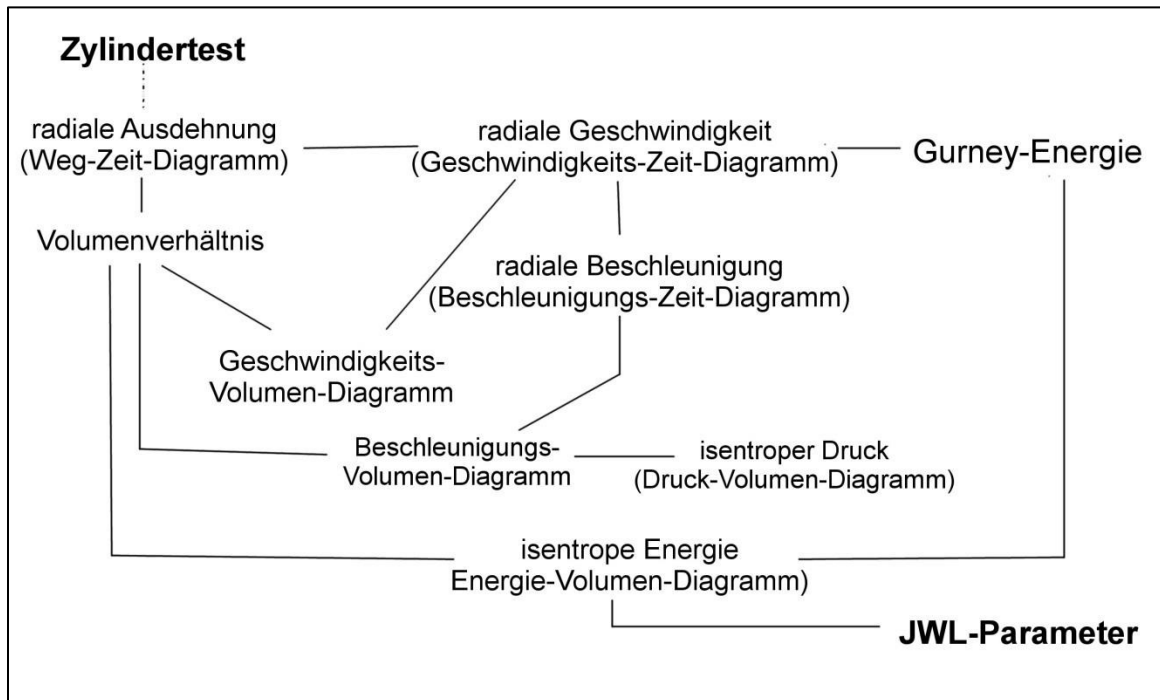 Zylindertest
radiale Ausdehnung
(Weg-Zeit-Diagramm)
radiale Geschwindigkeit
(Geschwindigkeits-Zeit-Diagramm)
Gurney-Energie
Volumenverhältnis
radiale Beschleunigung
(Beschleunigungs-Zeit-Diagramm)
Geschwindigkeits-
Volumen-Diagramm
Beschleunigungs-
Volumen-Diagramm
isentroper Druck
(Druck-Volumen-Diagramm)
isentrope Energie
Energie-Volumen-Diagramm)
JWL-Parameter